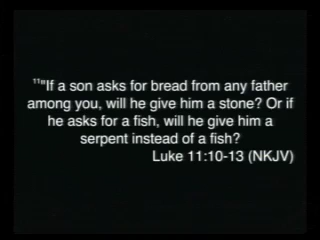 11"If a son asks for bread from any father
among you, will he give him a stone? Or if
he asks for a fish, will he give him a
serpent instead of a fish?
Luke 11:10-13 (NKJV)